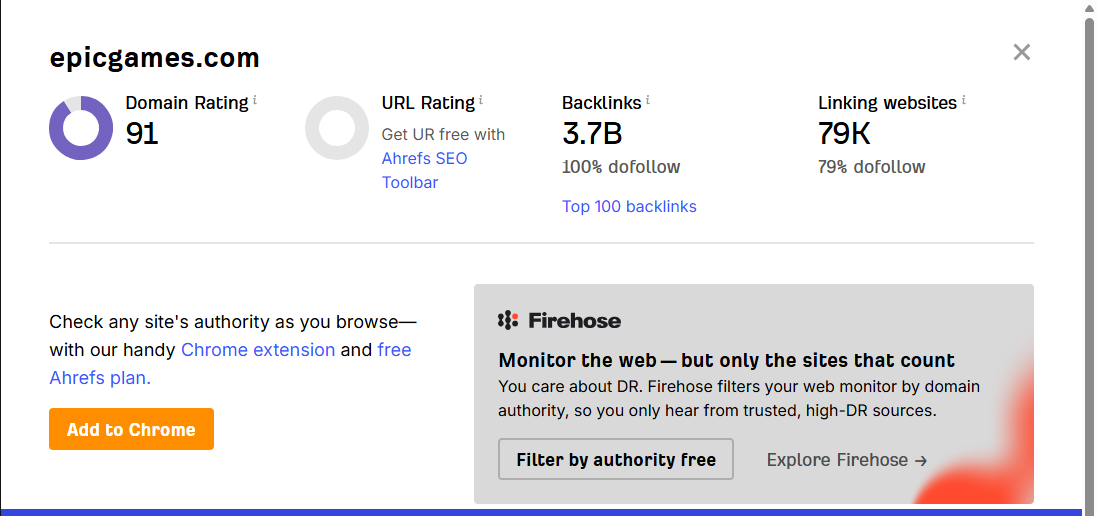 epicgames.com
Domain Rating i
91
URL Rating i
Get UR free with
Ahrefs SEO
Toolbar
Backlinks i
3.7B
100% dofollow
Top 100 backlinks
Linking websites i
79K
79% dofollow
Check any site's authority as you browse—
with our handy Chrome extension and free
Ahrefs plan.
Add to Chrome
Firehose
Monitor the web — but only the sites that count
You care about DR. Firehose filters your web monitor by domain
authority, so you only hear from trusted, high-DR sources.
Filter by authority free
Explore Firehose →